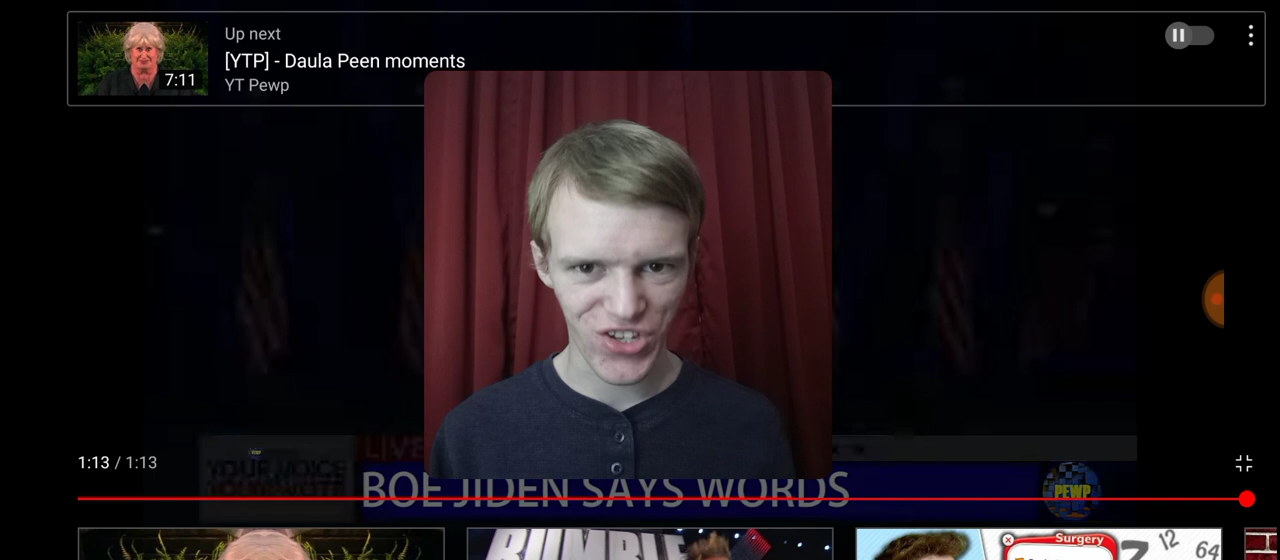 Up next
[YTP] - Daula Peen moments
7:11
YT Pewp
LIVE
1:13 / 1:13
YOUR VOICE
BOE JIDEN SAYS WORDS
PEWP
RUMBLE
Surgery
12
7
64